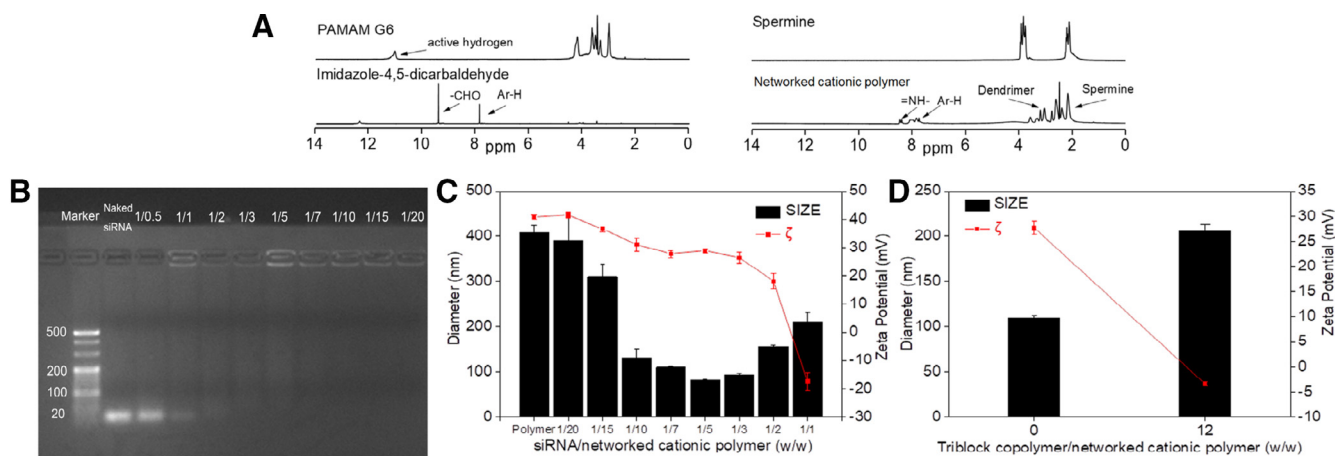 A
PAMAM G6
active hydrogen
Imidazole-4,5-dicarbaldehyde
-CHO
Ar-H
14 12 10 8 6 4 2 0
ppm
Spermine
Networked cationic polymer
=NH-
Ar-H
Dendrimer
Spermine
14 12 10 8 6 4 2 0
ppm
B
Marker Naked siRNA 1/0.5 1/1 1/2 1/3 1/5 1/7 1/10 1/15 1/20
500
200
100
20
C
SIZE
ζ
Diameter (nm)
500
400
300
200
100
0
Zeta Potential (mV)
50
40
30
20
10
0
-10
-20
-30
Polymer 1/20 1/15 1/10 1/7 1/5 1/3 1/2 1/1
siRNA/networked cationic polymer (w/w)
D
SIZE
ζ
Diameter (nm)
250
200
150
100
50
0
Zeta Potential (mV)
35
30
25
20
15
10
5
0
-5
-10
0 12
Triblock copolymer/networked cationic polymer (w/w)